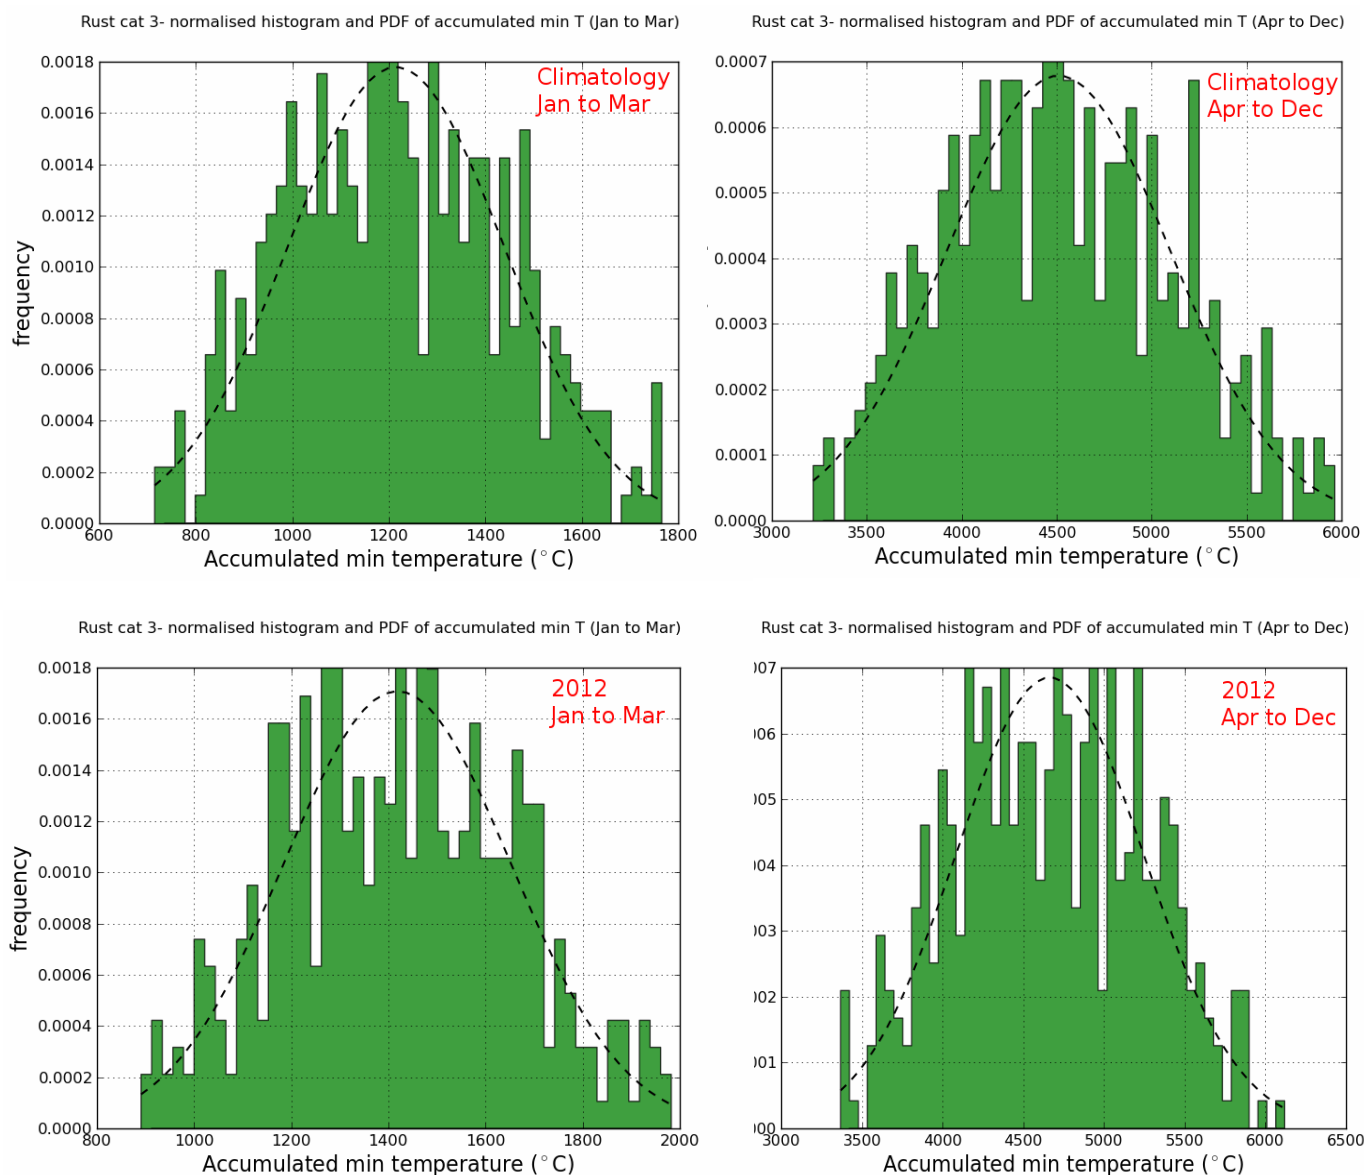 Rust cat 3- normalised histogram and PDF of accumulated min T (Jan to Mar)
0.0018
0.0016
0.0014
0.0012
0.0010
0.0008
0.0006
0.0004
0.0002
0.0000
frequency
Climatology
Jan to Mar
600 800 1000 1200 1400 1600 1800
Accumulated min temperature (°C)
Rust cat 3- normalised histogram and PDF of accumulated min T (Apr to Dec)
0.0007
0.0006
0.0005
0.0004
0.0003
0.0002
0.0001
0.0000
Climatology
Apr to Dec
3000 3500 4000 4500 5000 5500 6000
Accumulated min temperature (°C)
Rust cat 3- normalised histogram and PDF of accumulated min T (Jan to Mar)
0.0018
0.0016
0.0014
0.0012
0.0010
0.0008
0.0006
0.0004
0.0002
0.0000
frequency
2012
Jan to Mar
800 1000 1200 1400 1600 1800 2000
Accumulated min temperature (°C)
Rust cat 3- normalised histogram and PDF of accumulated min T (Apr to Dec)
07
06
05
04
03
02
01
00
2012
Apr to Dec
3000 3500 4000 4500 5000 5500 6000 6500
Accumulated min temperature (°C)